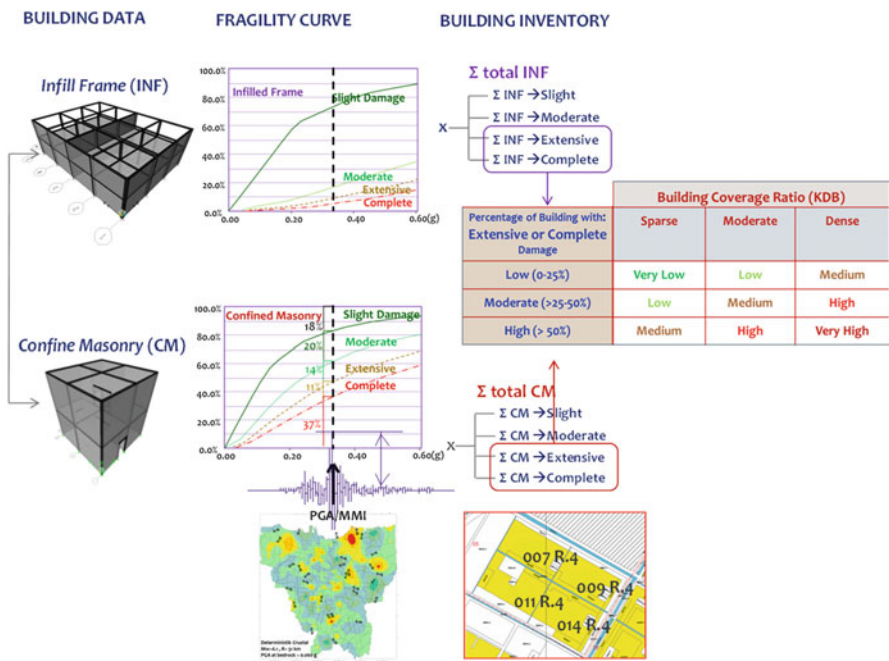 BUILDING DATA
FRAGILITY CURVE
BUILDING INVENTORY
Infill Frame (INF)
100.0%
80.0%
60.0%
40.0%
20.0%
0.0%
Infilled Frame
Slight Damage
Moderate
Extensive
Complete
0.00
0.20
0.40
0.60(g)
X
Σ total INF
Σ INF →Slight
Σ INF →Moderate
Σ INF →Extensive
Σ INF →Complete
Building Coverage Ratio (KDB)
Percentage of Building with:
Extensive or Complete
Damage
Sparse
Moderate
Dense
Low (0-25%)
Very Low
Low
Medium
Moderate (>25-50%)
Low
Medium
High
High (> 50%)
Medium
High
Very High
Confine Masonry (CM)
100.0%
80.0%
60.0%
40.0%
20.0%
0.0%
Confined Masonry
18%
20%
14%
11%
37%
Slight Damage
Moderate
Extensive
Complete
0.00
0.20
0.40
0.60(g)
X
Σ total CM
Σ CM →Slight
Σ CM →Moderate
Σ CM →Extensive
Σ CM →Complete
PGA/MMI
Deterministic Crustal
007 R.4
009 R.4
011 R.4
014 R.4